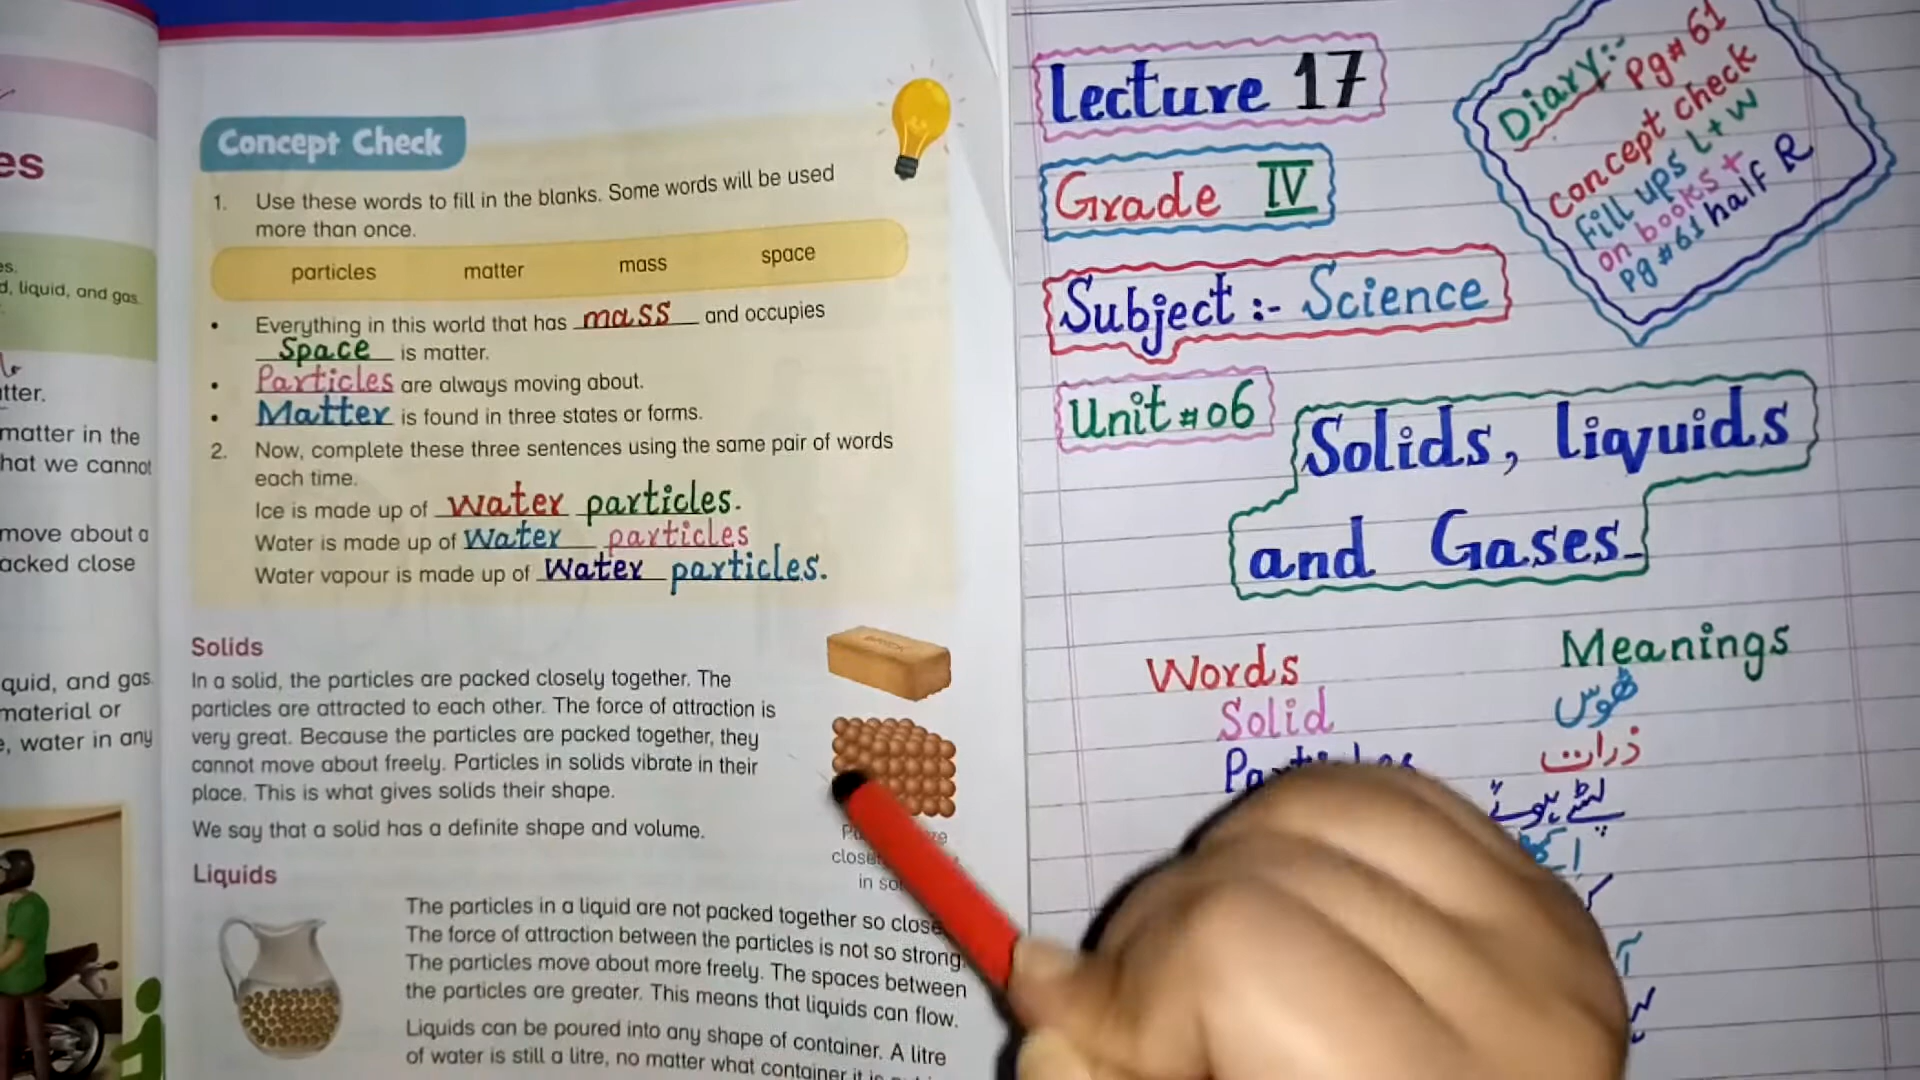 es
es.
d, liquid, and gas.
tter.
matter in the
hat we cannot
move about a
acked close
quid, and gas.
material or
e, water in any
Concept Check
1. Use these words to fill in the blanks. Some words will be used
more than once.
particles matter mass space
• Everything in this world that has mass and occupies
Space is matter.
• Particles are always moving about.
• Matter is found in three states or forms.
2. Now, complete these three sentences using the same pair of words
each time.
Ice is made up of water particles.
Water is made up of Water particles
Water vapour is made up of Water particles.
Solids
In a solid, the particles are packed closely together. The
particles are attracted to each other. The force of attraction is
very great. Because the particles are packed together, they
cannot move about freely. Particles in solids vibrate in their
place. This is what gives solids their shape.
We say that a solid has a definite shape and volume.
in
Liquids
The particles in a liquid are not packed together so close
The force of attraction between the particles is not so strong.
The particles move about more freely. The spaces between
the particles are greater. This means that liquids can flow.
Liquids can be poured into any shape of container. A litre
of water is still a litre, no matter what container it is
Lecture 17
Grade IV
Subject :- Science
Unit # 06
Solids, liquids
and Gases
Diary:- Pg# 61
concept check
Fill ups L + W
on books +
Pg # 61 half R
Words Meanings
Solid ٹھوس
Particles ذرات
ہوئے